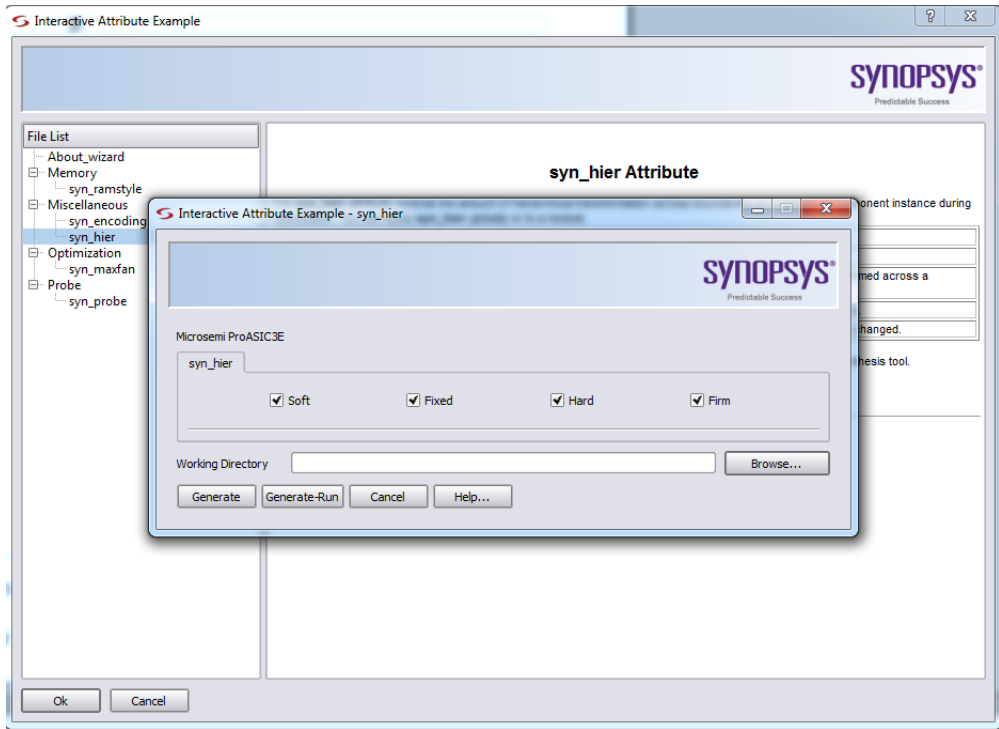 Interactive Attribute Example
SYNOPSYS®
Predictable Success
File List
About_wizard
Memory
syn_ramstyle
Miscellaneous
syn_encoding
syn_hier
Optimization
syn_maxfan
Probe
syn_probe
syn_hier Attribute
ponent instance during
med across a
changed.
hesis tool.
Interactive Attribute Example - syn_hier
SYNOPSYS®
Predictable Success
Microsemi ProASIC3E
syn_hier
Soft Fixed Hard Firm
Working Directory Browse...
Generate Generate-Run Cancel Help...
Ok Cancel